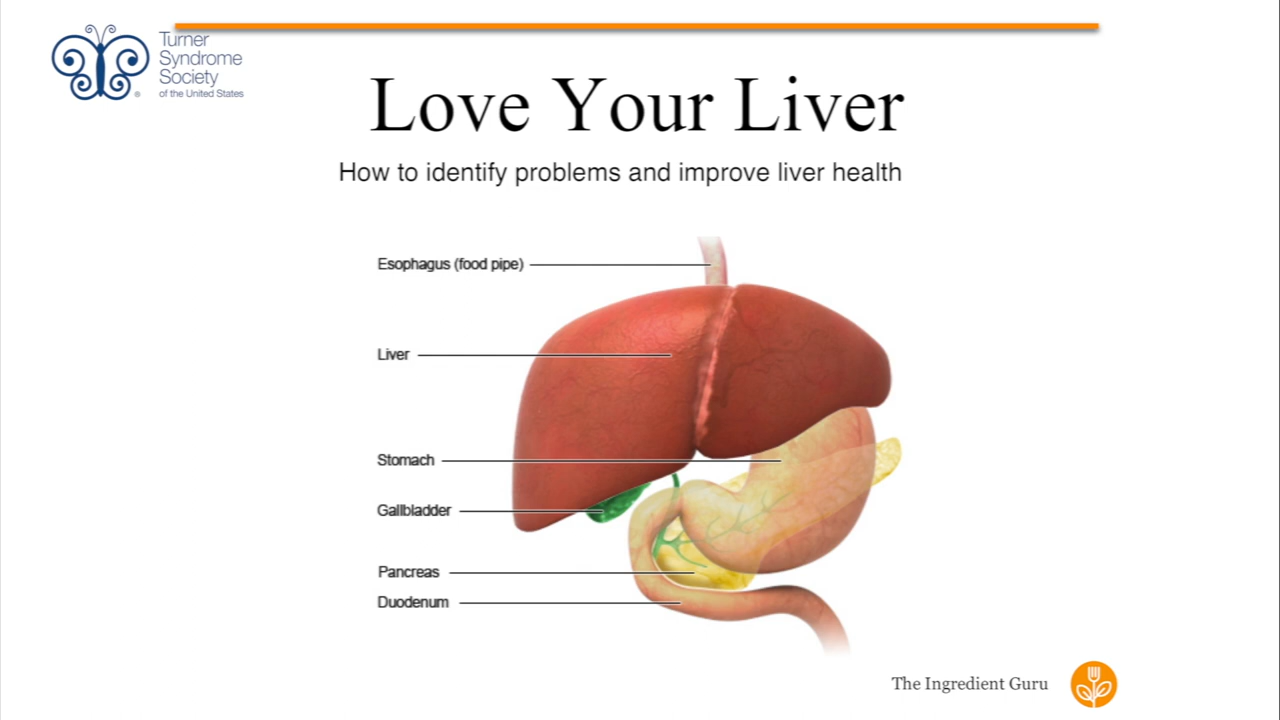 Turner
Syndrome
Society
of the United States
Love Your Liver
How to identify problems and improve liver health
Esophagus (food pipe)
Liver
Stomach
Gallbladder
Pancreas
Duodenum
The Ingredient Guru